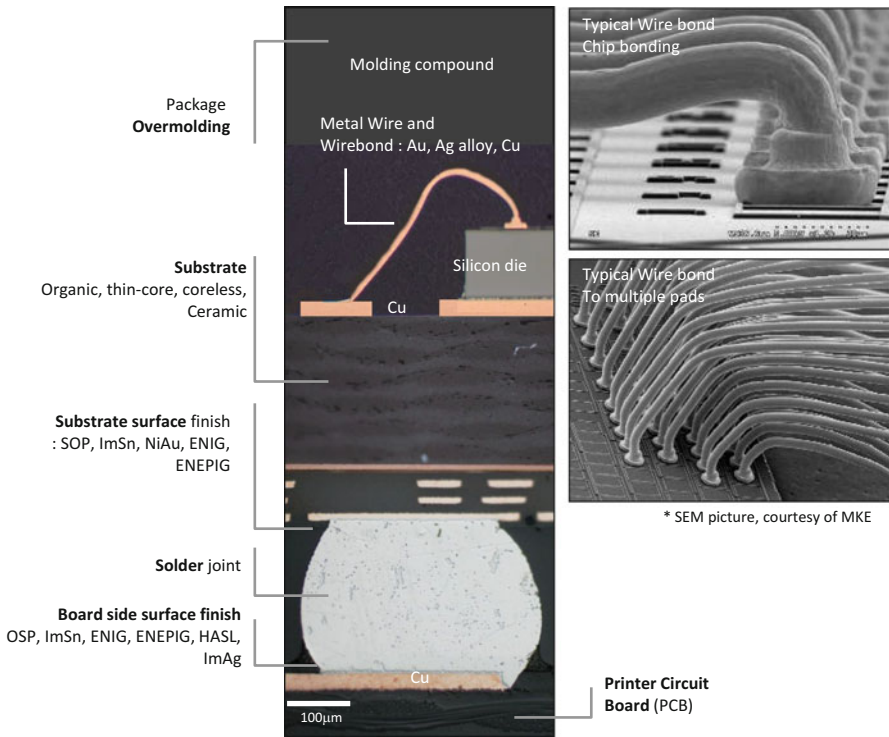 Molding compound
Package
Overmolding
Metal Wire and
Wirebond : Au, Ag alloy, Cu
Silicon die
Cu
Substrate
Organic, thin-core, coreless,
Ceramic
Substrate surface finish
: SOP, ImSn, NiAu, ENIG,
ENEPIG
Solder joint
Board side surface finish
OSP, ImSn, ENIG, ENEPIG, HASL,
ImAg
Cu
100µm
Printer Circuit
Board (PCB)
Typical Wire bond
Chip bonding
Typical Wire bond
To multiple pads
* SEM picture, courtesy of MKE